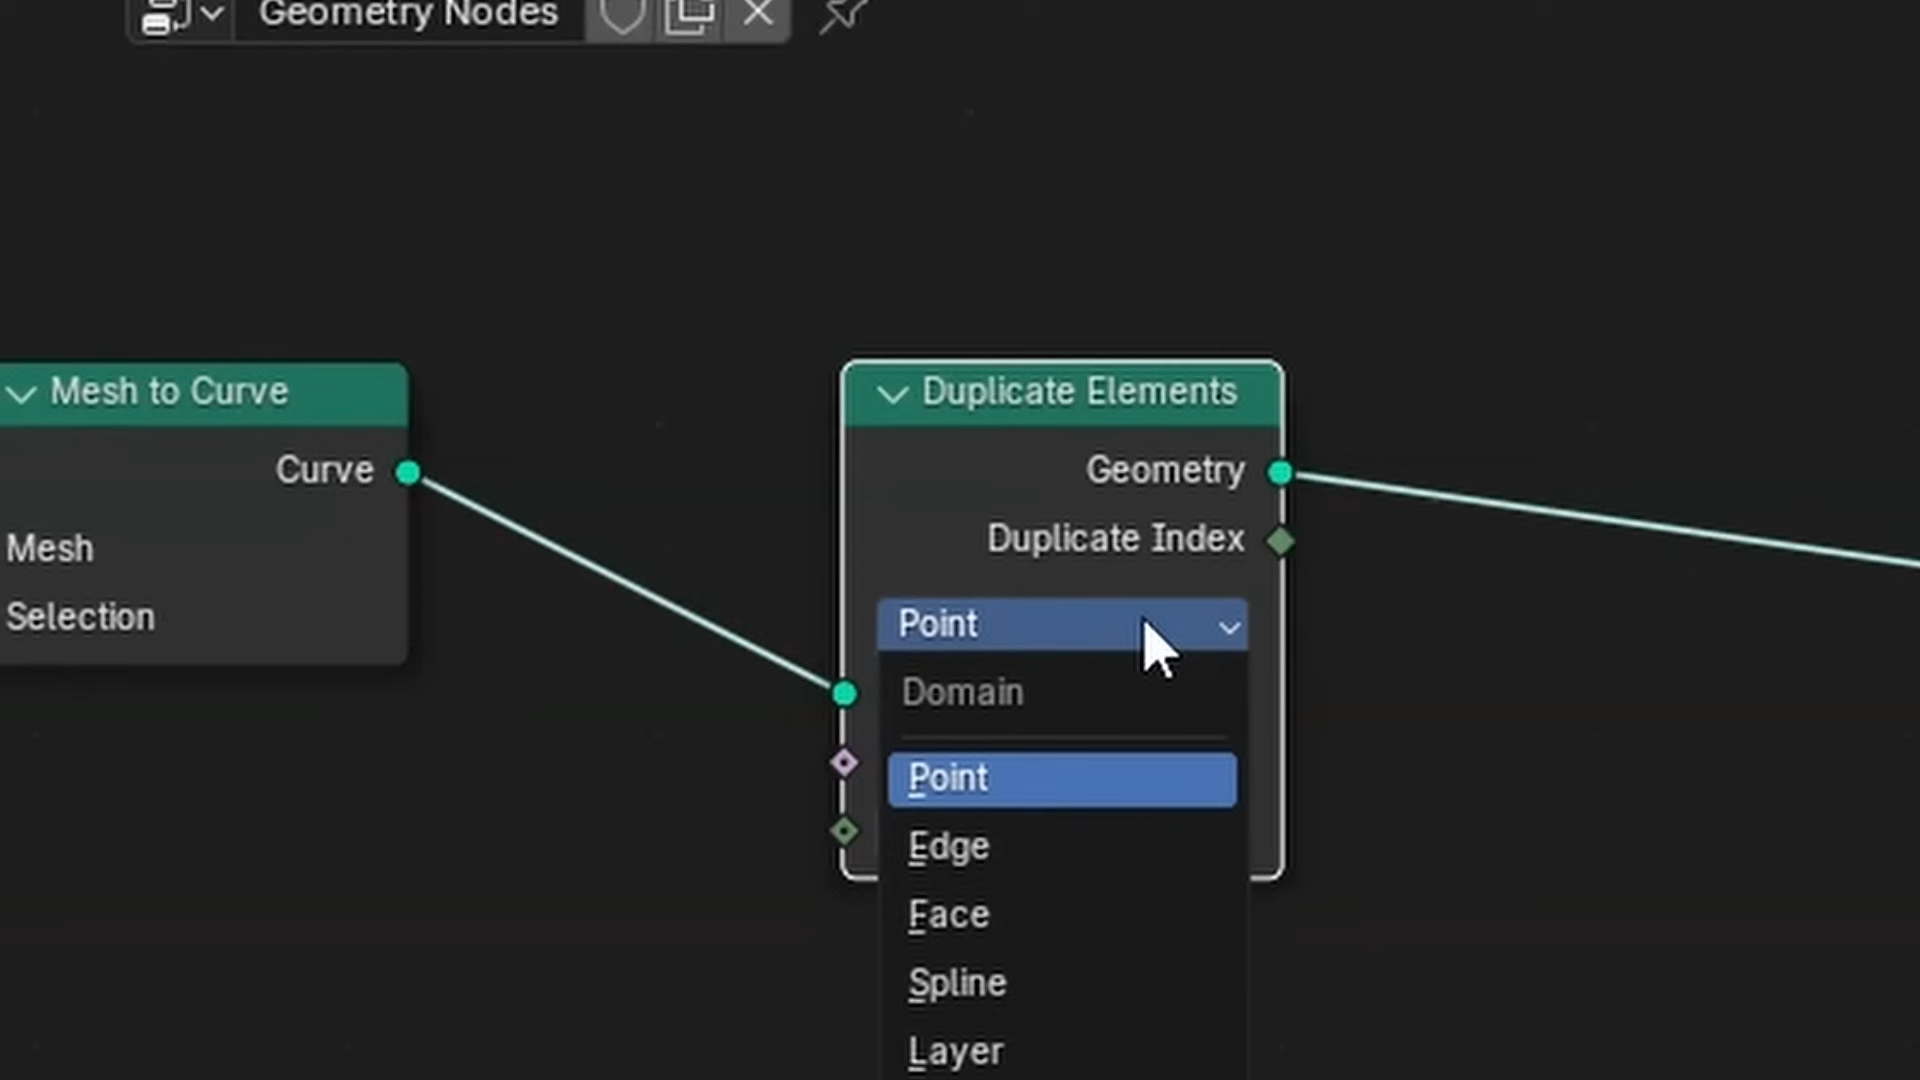 Geometry Nodes
Mesh to Curve
Curve
Mesh
Selection
Duplicate Elements
Geometry
Duplicate Index
Point
Domain
Point
Edge
Face
Spline
Layer